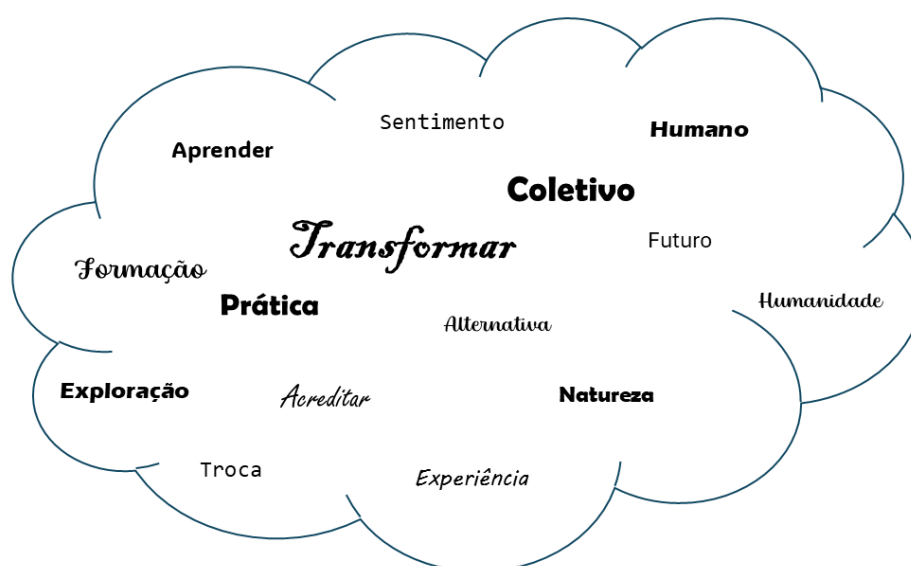 Sentimento
Humano
Aprender
Coletivo
Transformar
Futuro
Formação
Humanidade
Prática
Alternativa
Exploração
Acreditar
Natureza
Troca
Experiência